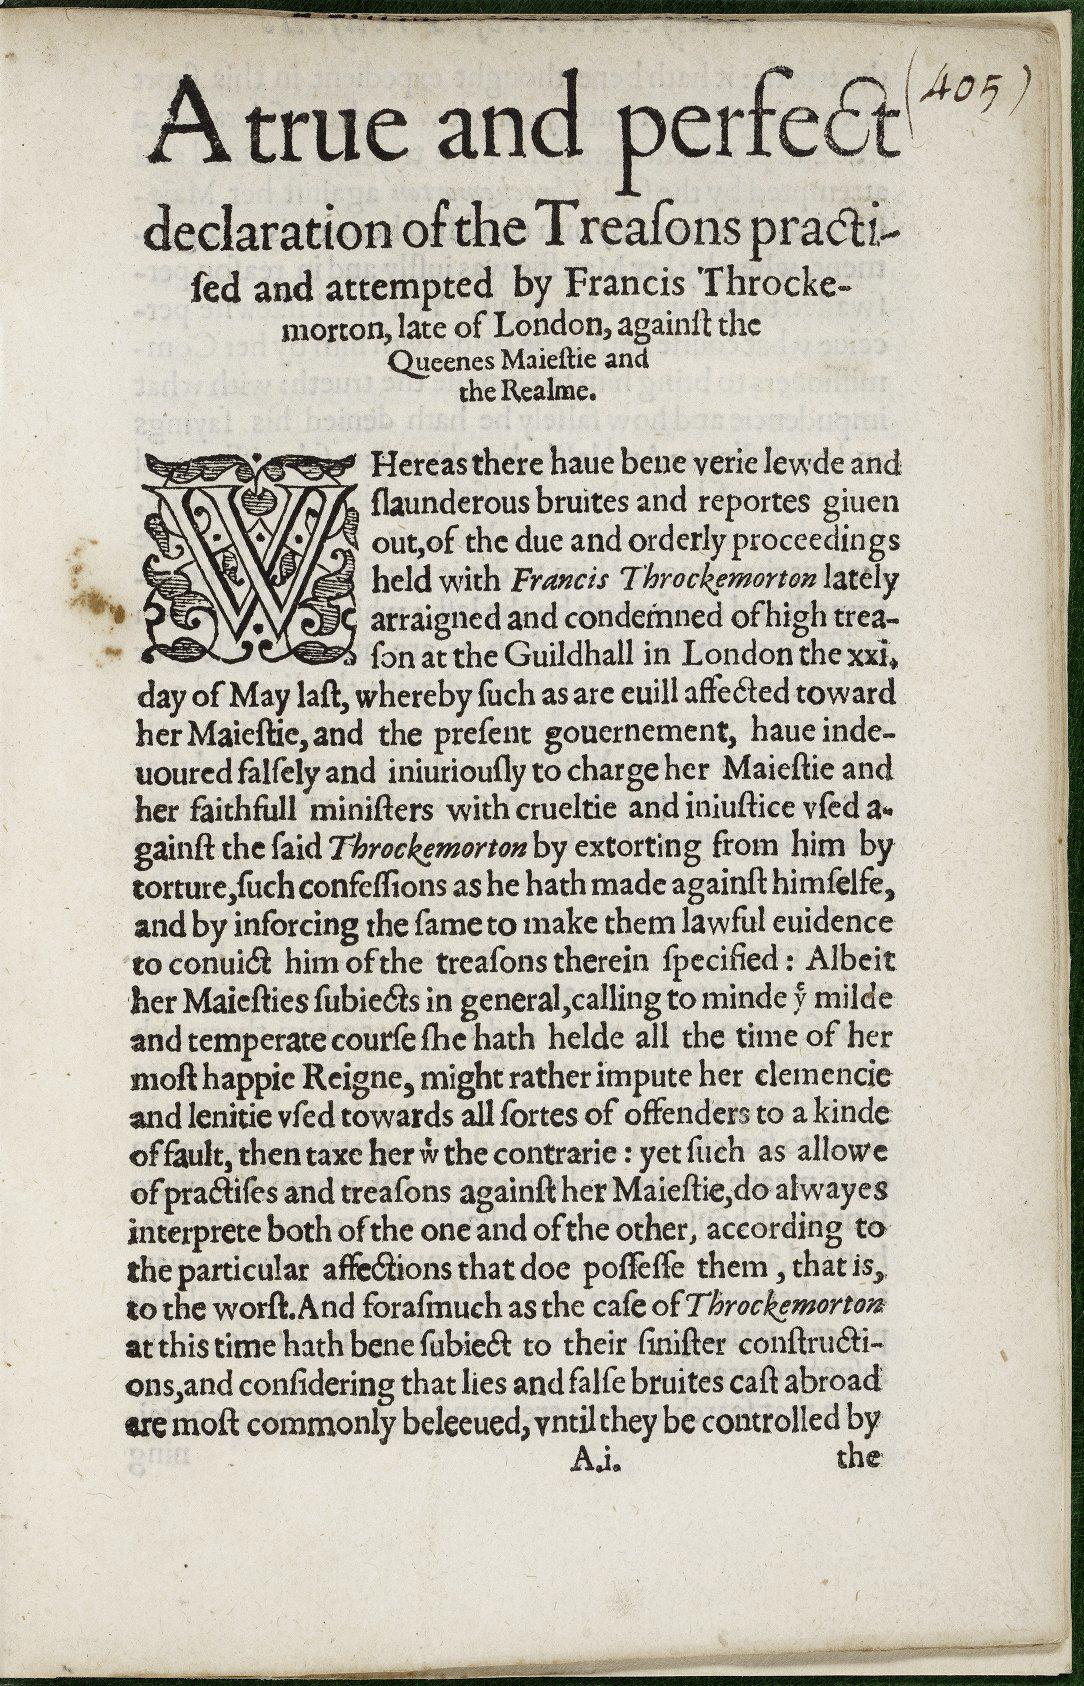 (405)
A true and perfect
declaration of the Treaſons practi-
ſed and attempted by Francis Throcke-
morton, late of London, againſt the
Queenes Maieſtie and
the Realme.
WHereas there haue bene verie lewde and
ſlaunderous bruites and reportes giuen
out, of the due and orderly proceedings
held with Francis Throckemorton lately
arraigned and condemned of high trea-
ſon at the Guildhall in London the xxi.
day of May laſt, whereby ſuch as are euill affected toward
her Maieſtie, and the preſent gouernement, haue inde-
uoured falſely and iniuriouſly to charge her Maieſtie and
her faithfull miniſters with crueltie and iniuſtice vſed a-
gainſt the ſaid Throckemorton by extorting from him by
torture, ſuch confeſſions as he hath made againſt himſelfe,
and by inforcing the ſame to make them lawful euidence
to conuict him of the treaſons therein ſpecified: Albeit
her Maieſties ſubiects in general, calling to minde yͤ milde
and temperate courſe ſhe hath helde all the time of her
moſt happie Reigne, might rather impute her clemencie
and lenitie vſed towards all ſortes of offenders to a kinde
of fault, then taxe her wͭ the contrarie: yet ſuch as allowe
of practiſes and treaſons againſt her Maieſtie, do alwayes
interprete both of the one and of the other, according to
the particular affections that doe poſſeſſe them, that is,
to the worſt. And foraſmuch as the caſe of Throckemorton
at this time hath bene ſubiect to their ſiniſter conſtructi-
ons, and conſidering that lies and falſe bruites caſt abroad
are moſt commonly beleeued, vntil they be controlled by
A.i. the